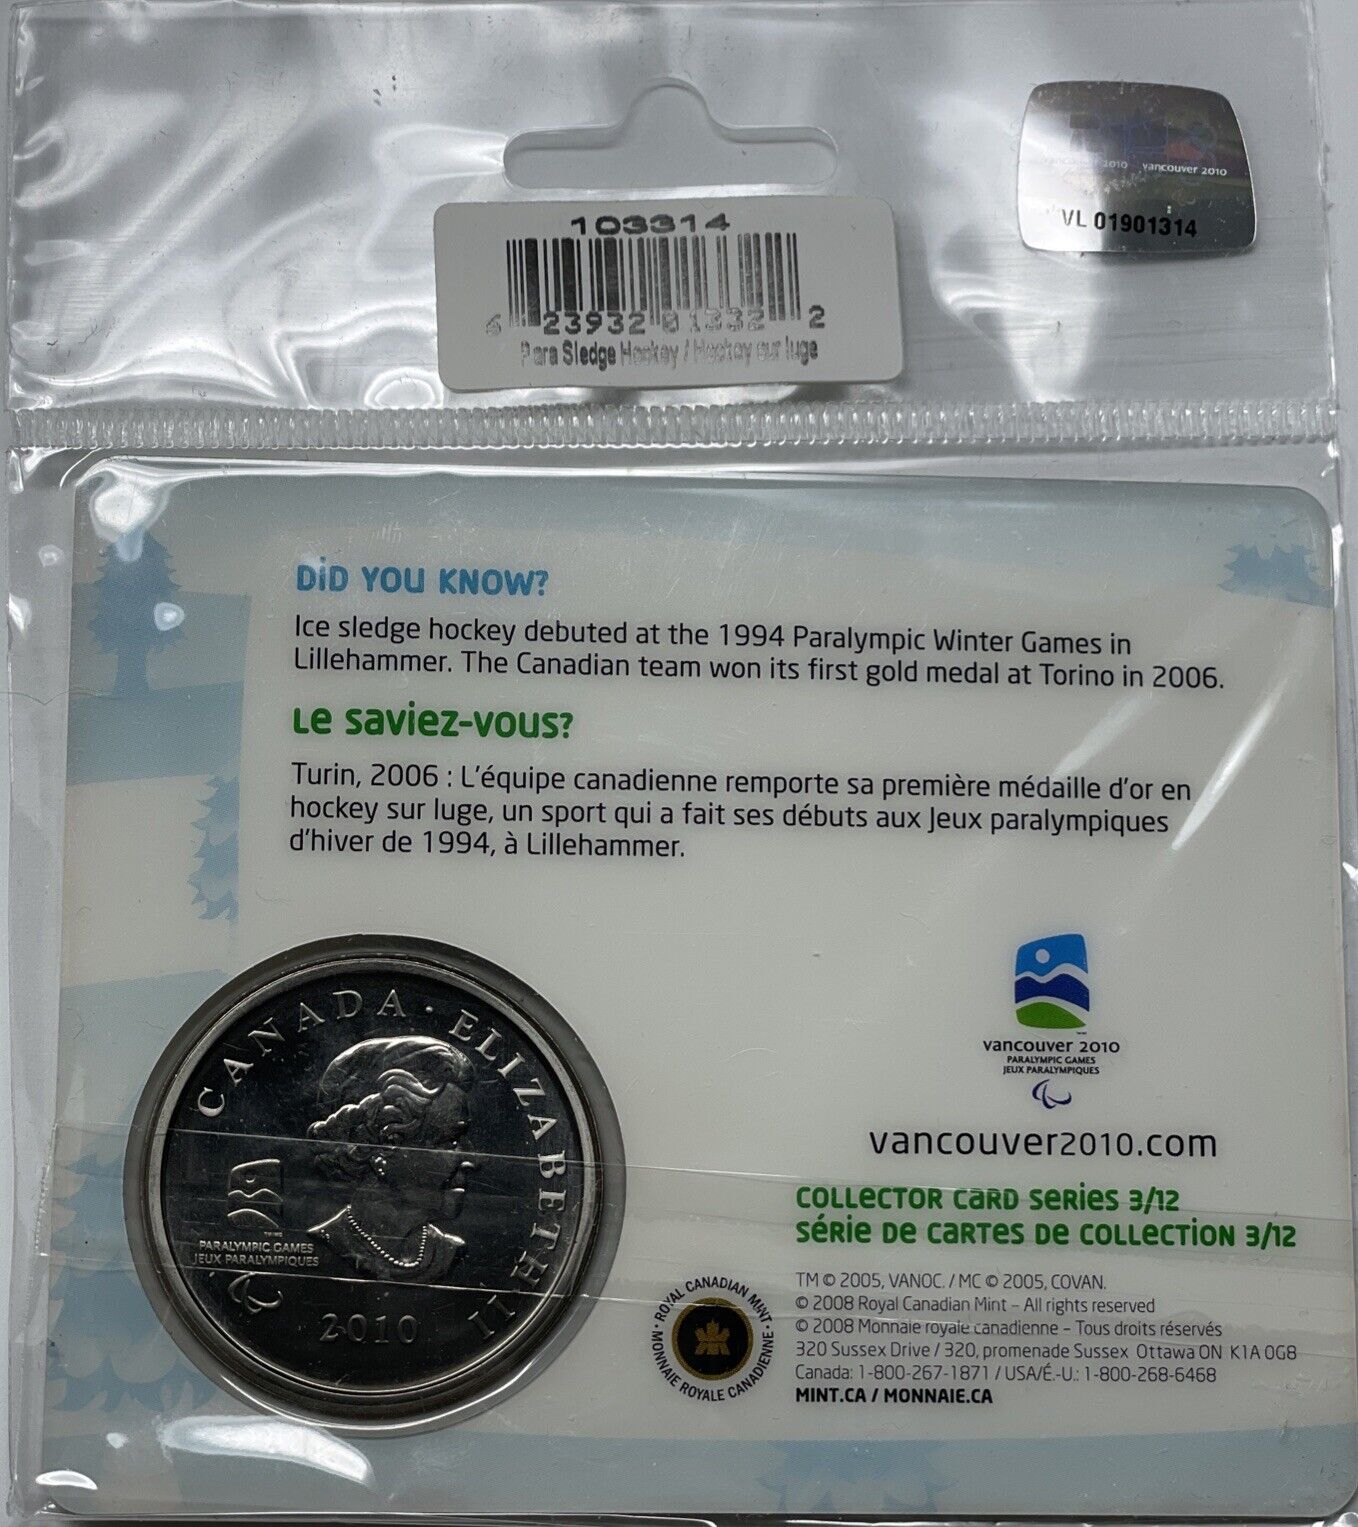 vancouver 2010 vancouver 2010
VL 01901314
103314
6 23932 01332 2
Para Sledge Hockey / Hockey sur luge
DiD YOU KNOW?
Ice sledge hockey debuted at the 1994 Paralympic Winter Games in
Lillehammer. The Canadian team won its first gold medal at Torino in 2006.
Le saviez-vous?
Turin, 2006 : L'équipe canadienne remporte sa première médaille d'or en
hockey sur luge, un sport qui a fait ses débuts aux Jeux paralympiques
d'hiver de 1994, à Lillehammer.
CANADA · ELIZABETH II
PARALYMPIC GAMES
JEUX PARALYMPIQUES
2010
vancouver 2010
PARALYMPIC GAMES
JEUX PARALYMPIQUES
vancouver2010.com
COLLECTOR CARD SERIES 3/12
SÉRIE DE CARTES DE COLLECTION 3/12
TM © 2005, VANOC. / MC © 2005, COVAN.
© 2008 Royal Canadian Mint – All rights reserved
© 2008 Monnaie royale canadienne – Tous droits réservés
320 Sussex Drive / 320, promenade Sussex Ottawa ON K1A 0G8
Canada: 1-800-267-1871 / USA/É.-U.: 1-800-268-6468
MINT.CA / MONNAIE.CA
ROYAL CANADIAN MINT · MONNAIE ROYALE CANADIENNE ·